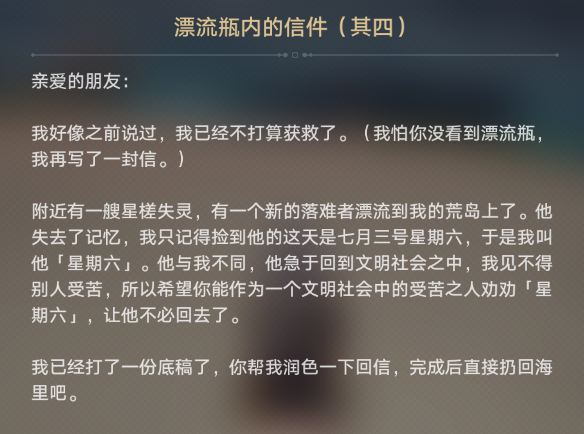 漂流瓶内的信件（其四）
亲爱的朋友：
我好像之前说过，我已经不打算获救了。（我怕你没看到漂流瓶，
我再写了一封信。）
附近有一艘星槎失灵，有一个新的落难者漂流到我的荒岛上了。他
失去了记忆，我只记得捡到他的这天是七月三号星期六，于是我叫
他「星期六」。他与我不同，他急于回到文明社会之中，我见不得
别人受苦，所以希望你能作为一个文明社会中的受苦之人劝劝「星
期六」，让他不必回去了。
我已经打了一份底稿了，你帮我润色一下回信，完成后直接扔回海
里吧。